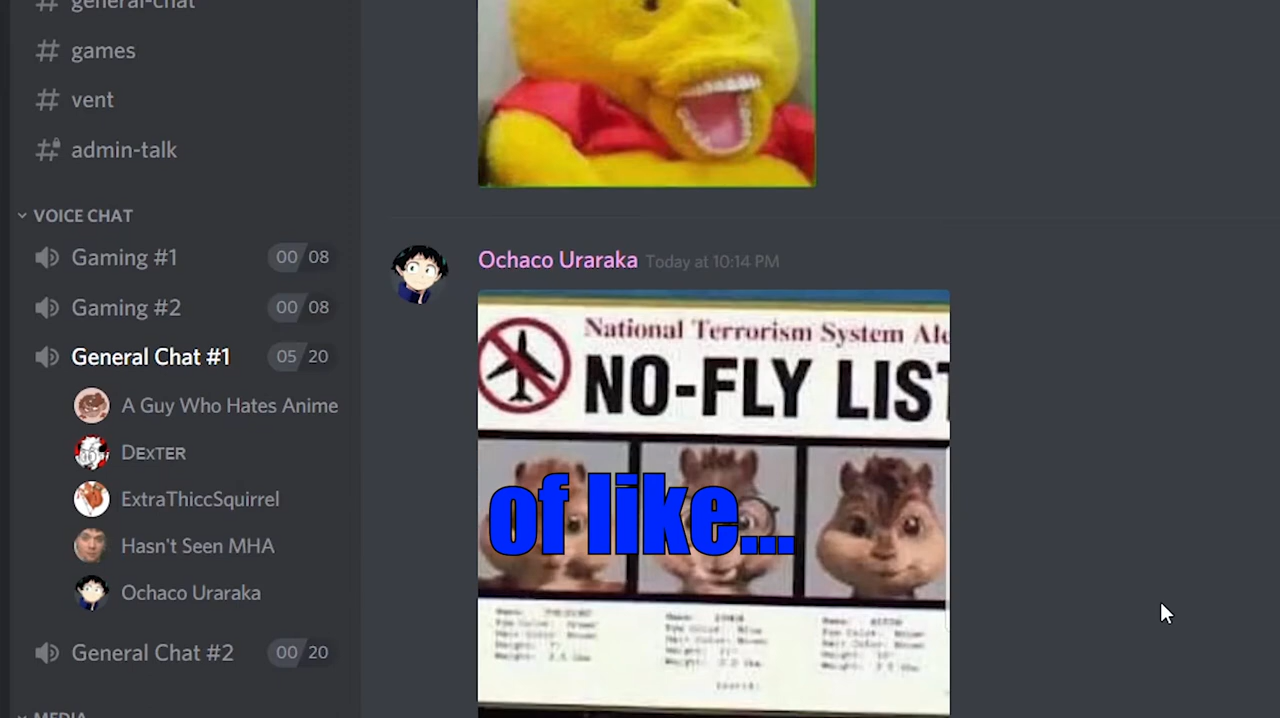 general-chat
games
vent
admin-talk
VOICE CHAT
Gaming #1 00 08
Gaming #2 00 08
General Chat #1 05 20
A Guy Who Hates Anime
DEXTER
ExtraThiccSquirrel
Hasn't Seen MHA
Ochaco Uraraka
General Chat #2 00 20
MEDIA
Ochaco Uraraka Today at 10:14 PM
National Terrorism System Ale
NO-FLY LIST
of like...